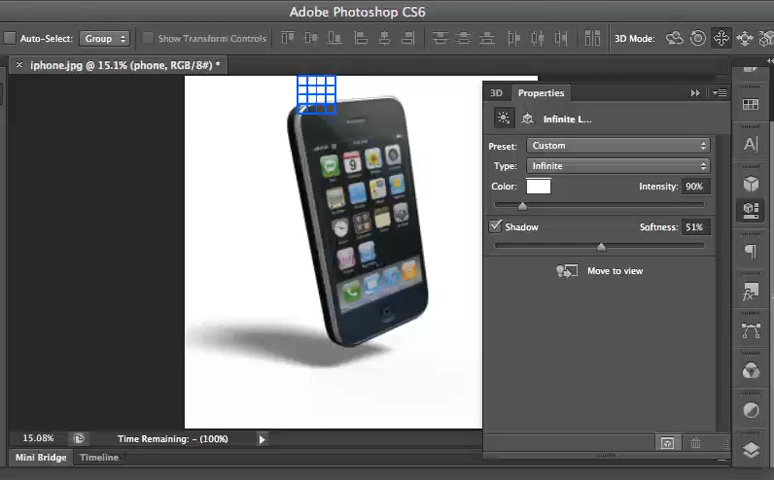 Adobe Photoshop CS6
Auto-Select: Group Show Transform Controls 3D Mode:
× iphone.jpg @ 15.1% (phone, RGB/8#) *
3D Properties
Infinite L...
Preset: Custom
Type: Infinite
Color: Intensity: 90%
Shadow Softness: 51%
Move to view
9
15.08% Time Remaining: - (100%)
Mini Bridge Timeline